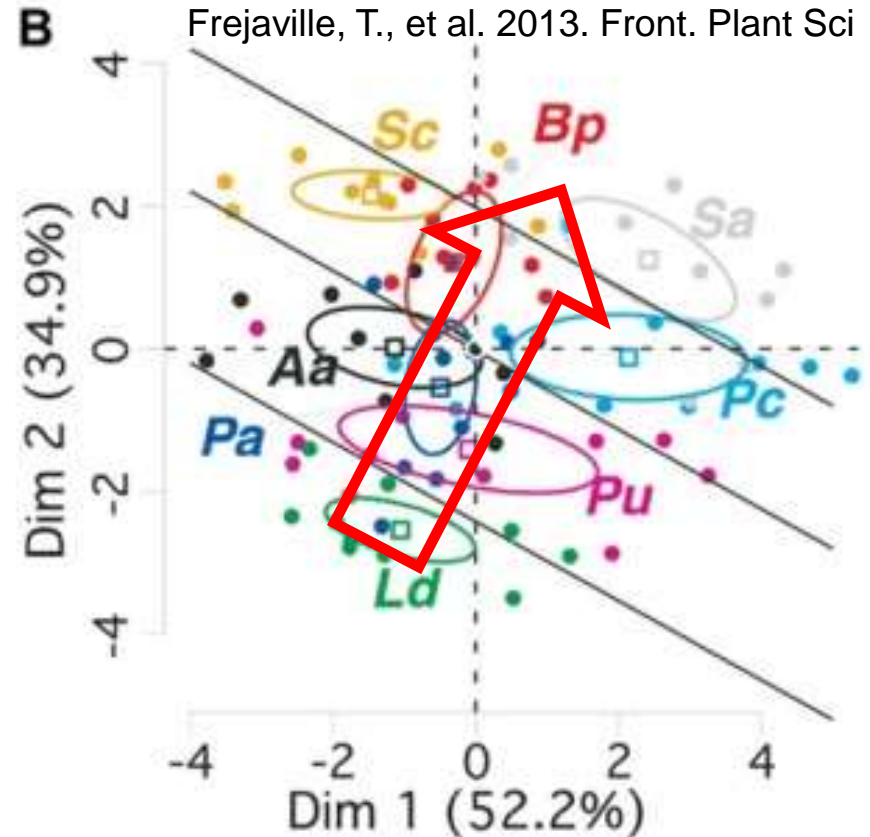 B Frejaville, T., et al. 2013. Front. Plant Sci
4
Sc Bp
2
Sa
Dim 2 (34.9%)
0
Aa
Pc
Pa
-2
Pu
Ld
-4
-4 -2 0 2 4
Dim 1 (52.2%)